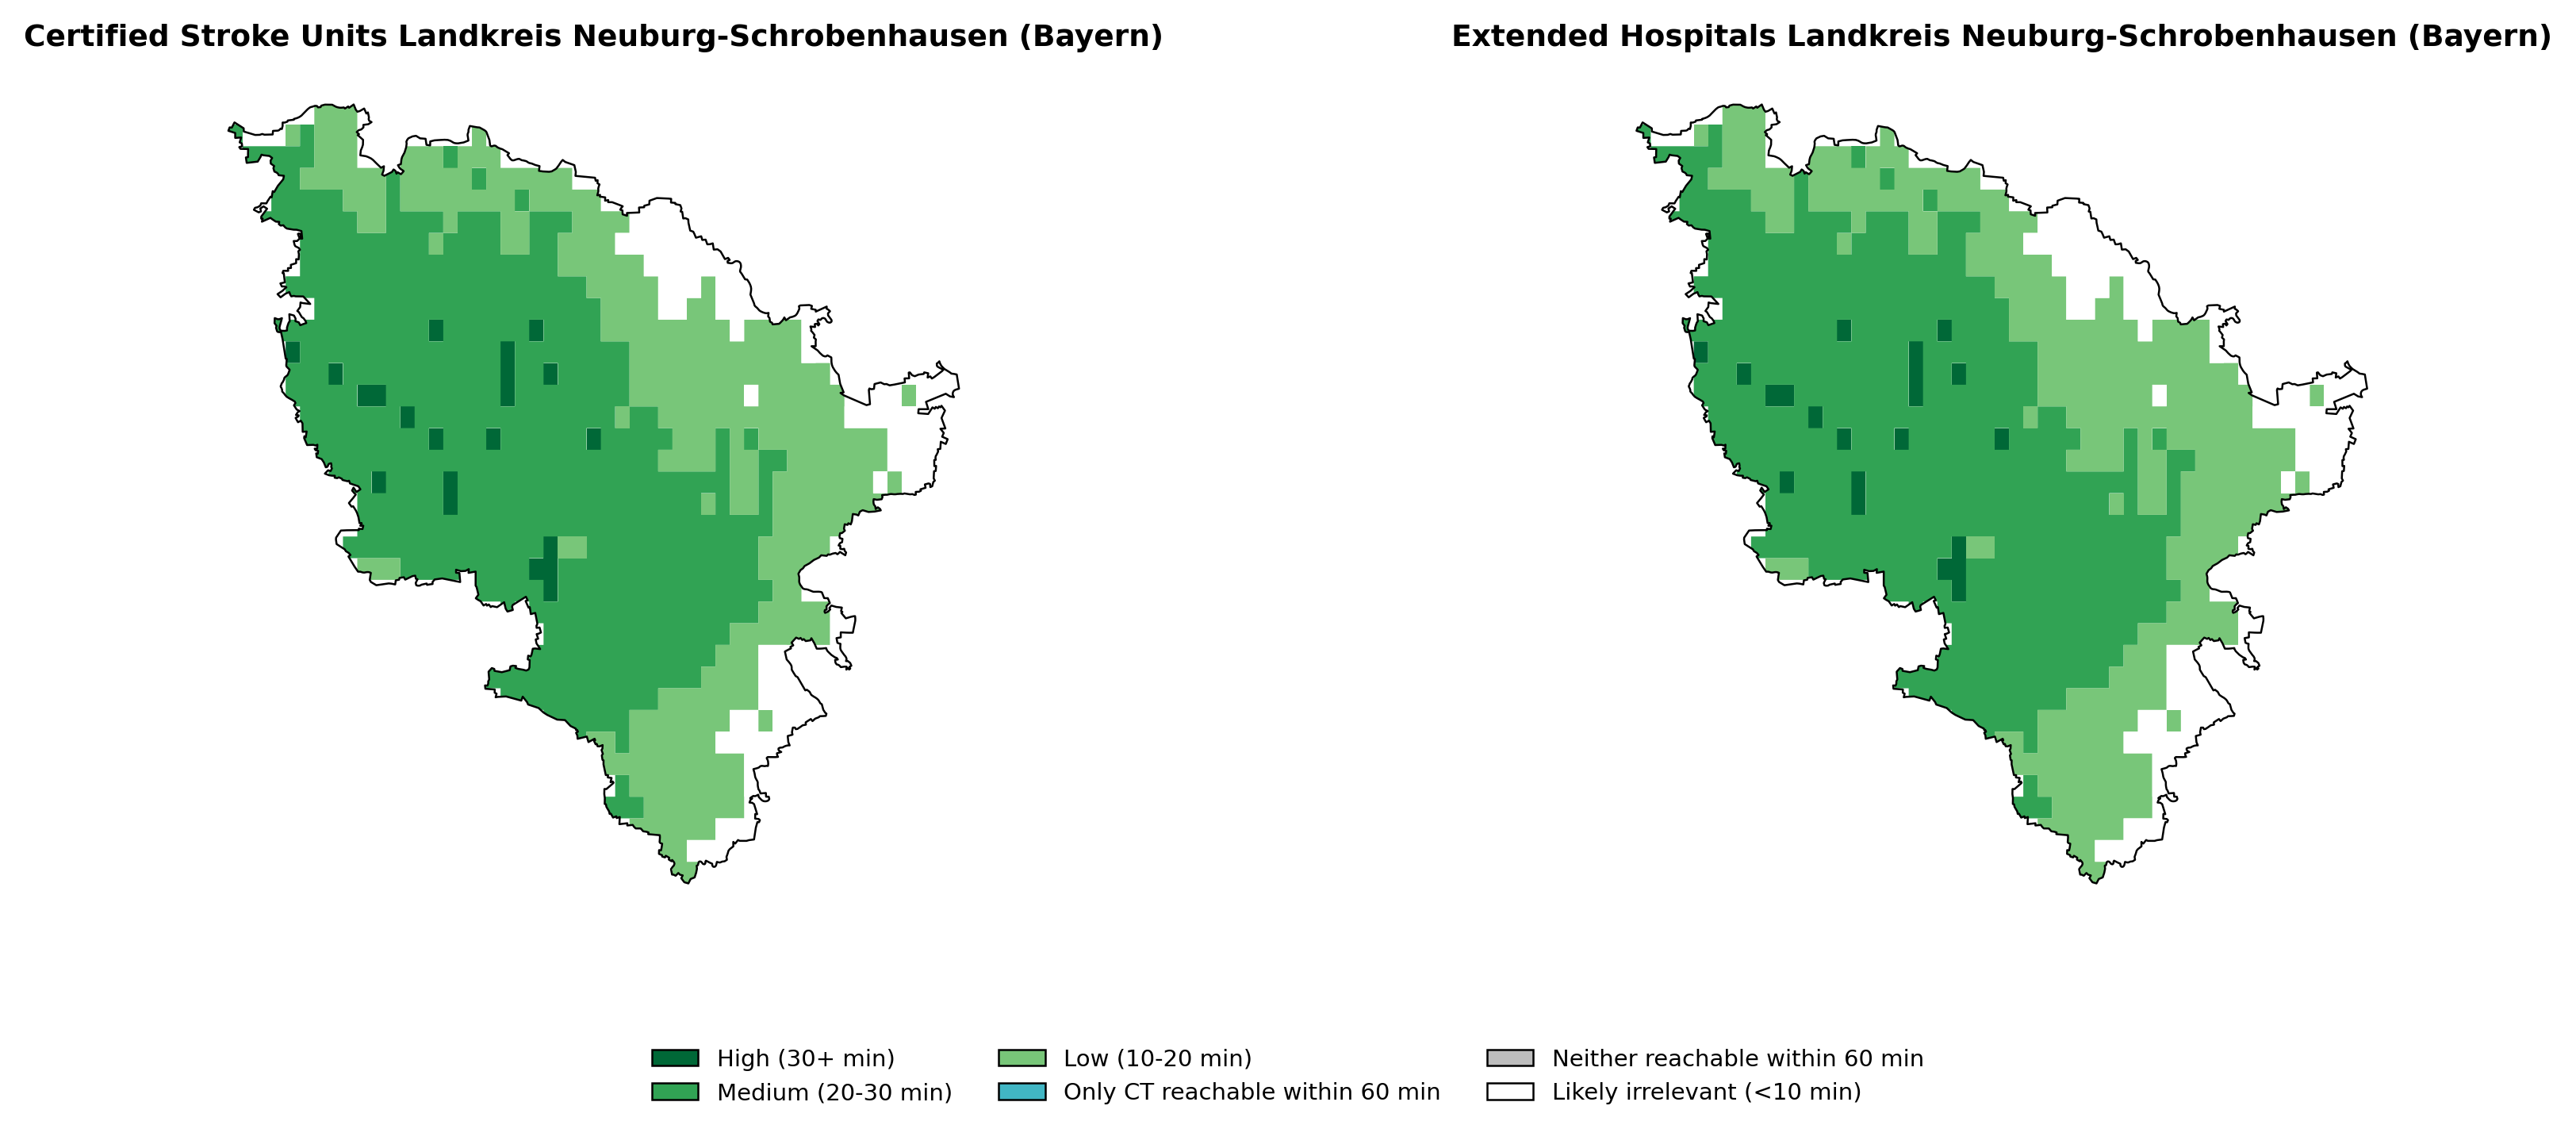 Certified Stroke Units Landkreis Neuburg-Schrobenhausen (Bayern)
Extended Hospitals Landkreis Neuburg-Schrobenhausen (Bayern)
High (30+ min)
Medium (20-30 min)
Low (10-20 min)
Only CT reachable within 60 min
Neither reachable within 60 min
Likely irrelevant (<10 min)